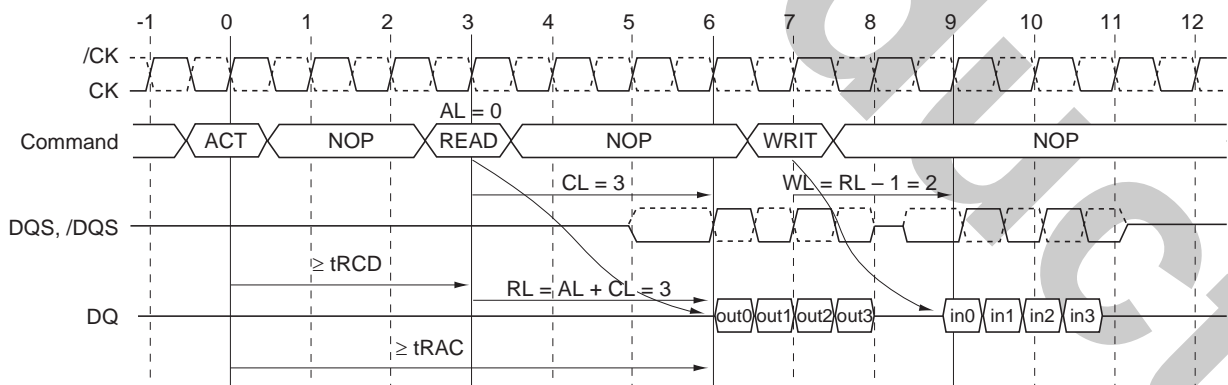 -1 0 1 2 3 4 5 6 7 8 9 10 11 12
/CK
CK
AL = 0
Command ACT NOP READ NOP WRIT NOP
CL = 3 WL = RL – 1 = 2
DQS, /DQS
≥ tRCD
RL = AL + CL = 3
DQ out0 out1 out2 out3 in0 in1 in2 in3
≥ tRAC